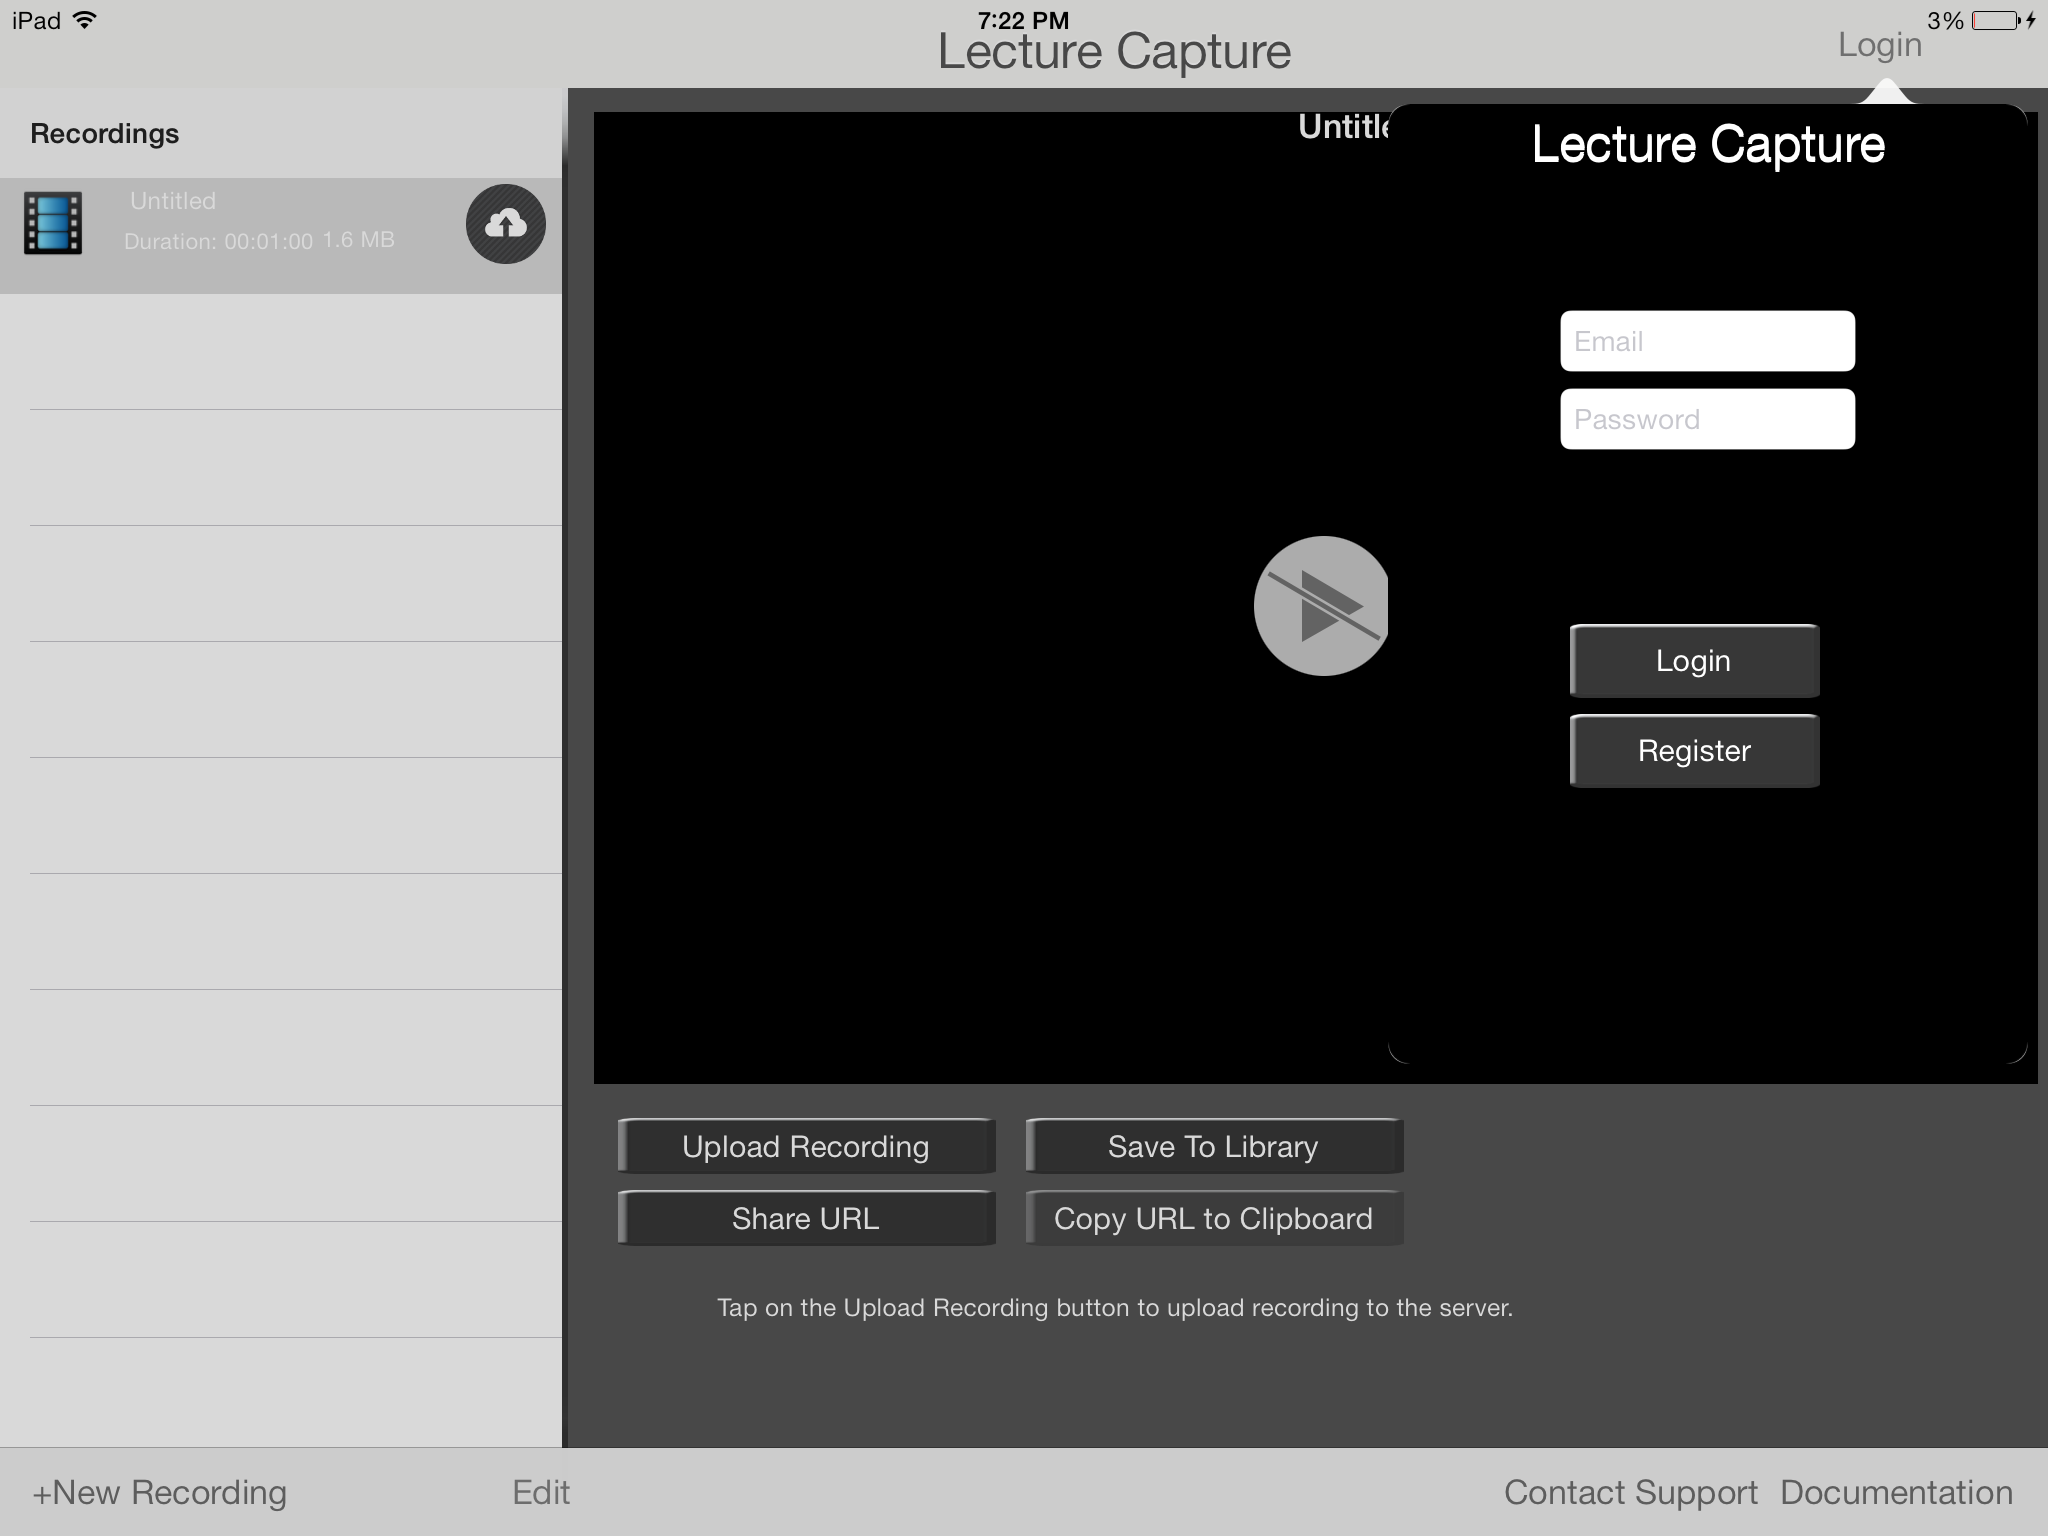 iPad 7:22 PM 3%
Lecture Capture
Login
Recordings
Untitled
Duration: 00:01:00 1.6 MB
Untitle
Lecture Capture
Email
Password
Login
Register
Upload Recording
Save To Library
Share URL
Copy URL to Clipboard
Tap on the Upload Recording button to upload recording to the server.
+New Recording
Edit
Contact Support
Documentation